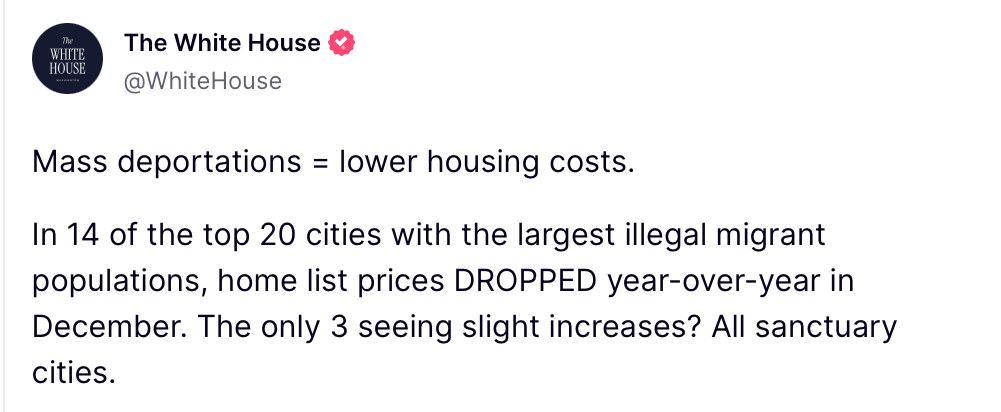 The White House
@WhiteHouse
The
WHITE
HOUSE
WASHINGTON
Mass deportations = lower housing costs.
In 14 of the top 20 cities with the largest illegal migrant
populations, home list prices DROPPED year-over-year in
December. The only 3 seeing slight increases? All sanctuary
cities.